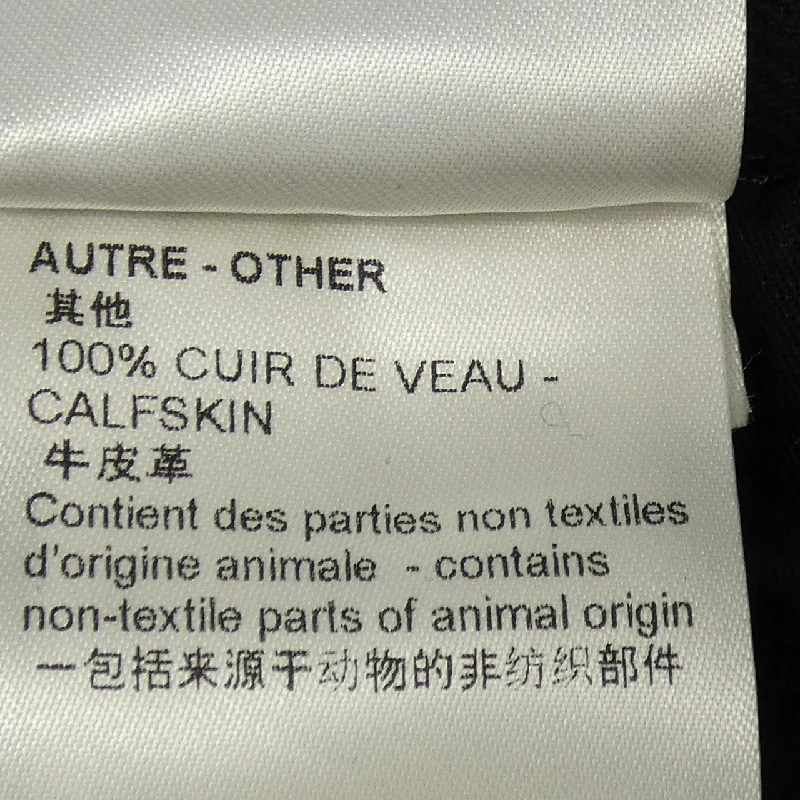 AUTRE - OTHER
其他
100% CUIR DE VEAU -
CALFSKIN
牛皮革
Contient des parties non textiles
d'origine animale - contains
non-textile parts of animal origin
一包括来源于动物的非纺织部件